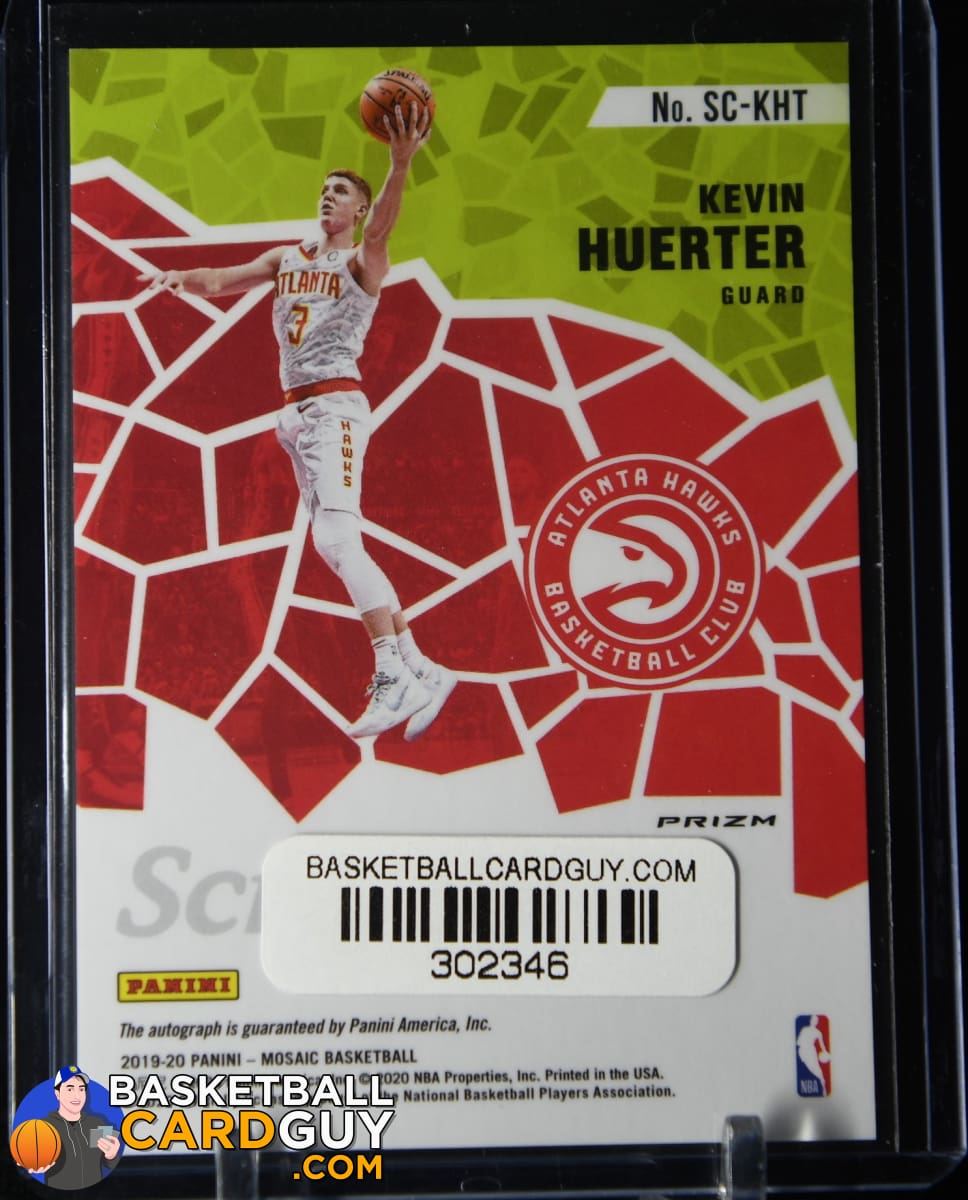 SPALDING
No. SC-KHT
KEVIN
HUERTER
GUARD
ATLANTA
3
HAWKS
ATLANTA HAWKS
BASKETBALL CLUB
PRIZM
BASKETBALLCARDGUY.COM
302346
PANINI
The autograph is guaranteed by Panini America, Inc.
2019-20 PANINI – MOSAIC BASKETBALL
© 2020 NBA Properties, Inc. Printed in the USA.
National Basketball Players Association.
NBA
BASKETBALL
CARDGUY
.COM